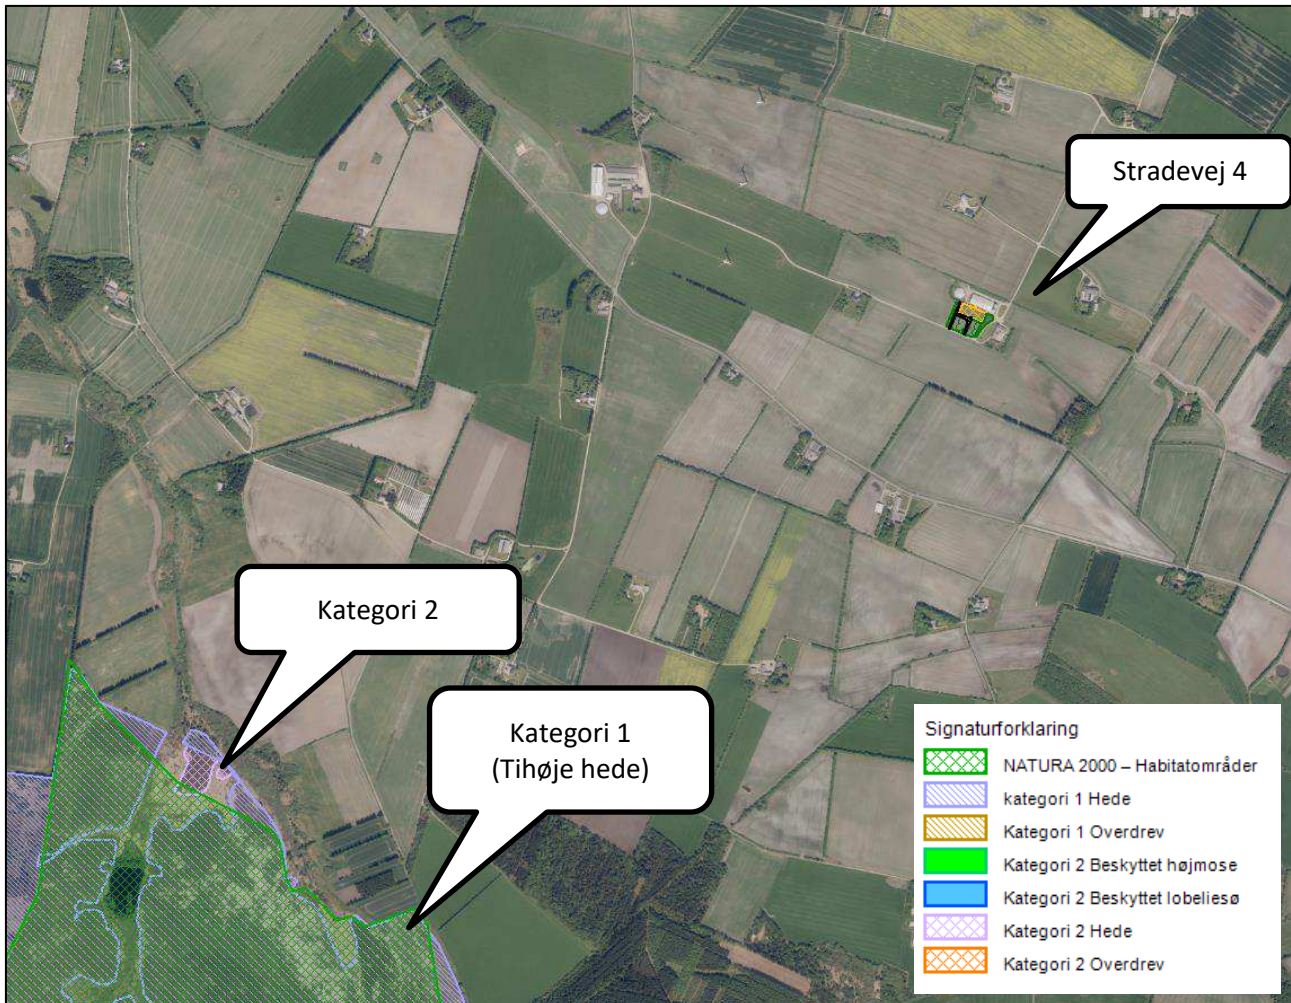 Stradevej 4
Kategori 2
Kategori 1
(Tihøje hede)
Signaturforklaring
NATURA 2000 – Habitatområder
kategori 1 Hede
Kategori 1 Overdrev
Kategori 2 Beskyttet højmose
Kategori 2 Beskyttet lobeliesø
Kategori 2 Hede
Kategori 2 Overdrev